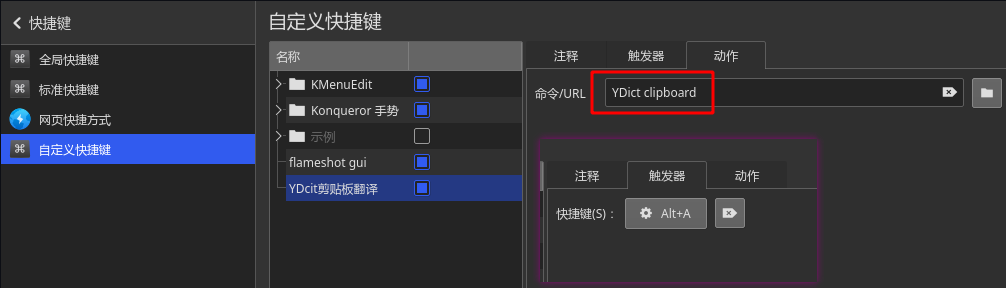 快捷键
全局快捷键
标准快捷键
网页快捷方式
自定义快捷键
自定义快捷键
名称
KMenuEdit
Konqueror 手势
示例
flameshot gui
YDcit剪贴板翻译
注释 触发器 动作
命令/URL YDict clipboard
注释 触发器 动作
快捷键(S)： Alt+A